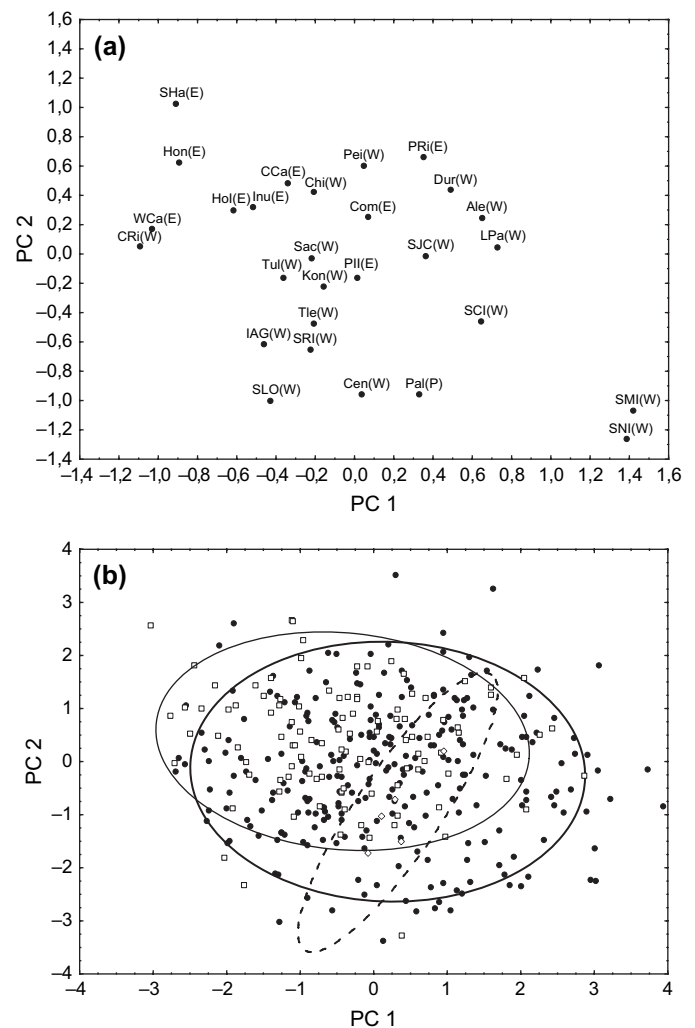 (a)
PC 2
1,6
1,4
1,2
1,0
0,8
0,6
0,4
0,2
0,0
–0,2
–0,4
–0,6
–0,8
–1,0
–1,2
–1,4
SHa(E)
Hon(E)
PRi(E)
Pei(W)
CCa(E)
Chi(W)
Dur(W)
Hol(E)
Inu(E)
Com(E)
Ale(W)
WCa(E)
CRi(W)
LPa(W)
Sac(W)
SJC(W)
Tul(W)
PII(E)
Kon(W)
Tle(W)
SCI(W)
IAG(W)
SRI(W)
SLO(W)
Cen(W)
Pal(P)
SMI(W)
SNI(W)
–1,4 –1,0 –0,6 –0,2 0,0 0,2 0,4 0,6 0,8 1,0 1,2 1,4 1,6
–1,2 –0,8 –0,4
PC 1
(b)
PC 2
4
3
2
1
0
–1
–2
–3
–4
–4 –3 –2 –1 0 1 2 3 4
PC 1